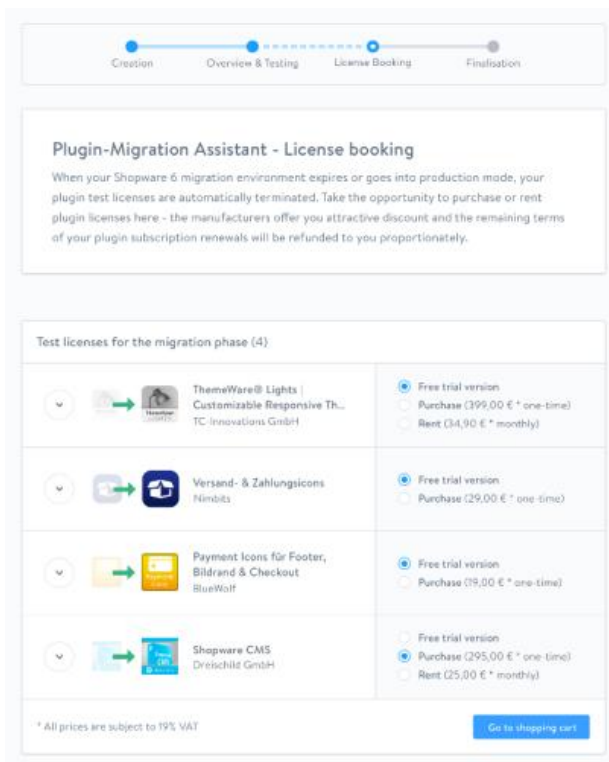 Creation
Overview & Testing
License Booking
Finalisation
Plugin-Migration Assistant - License booking
When your Shopware 6 migration environment expires or goes into production mode, your
plugin test licenses are automatically terminated. Take the opportunity to purchase or rent
plugin licenses here - the manufacturers offer you attractive discount and the remaining terms
of your plugin subscription renewals will be refunded to you proportionately.
Test licenses for the migration phase (4)
ThemeWare® Lights |
Customizable Responsive Th...
TC-Innovations GmbH
Free trial version
Purchase (399,00 € * one-time)
Rent (34,90 € * monthly)
Versand- & Zahlungsicons
Nimbits
Free trial version
Purchase (29,00 € * one-time)
Payment Icons für Footer,
Bildrand & Checkout
BlueWolf
Free trial version
Purchase (19,00 € * one-time)
Shopware CMS
Dreischild GmbH
Free trial version
Purchase (295,00 € * one-time)
Rent (25,00 € * monthly)
* All prices are subject to 19% VAT
Go to shopping cart